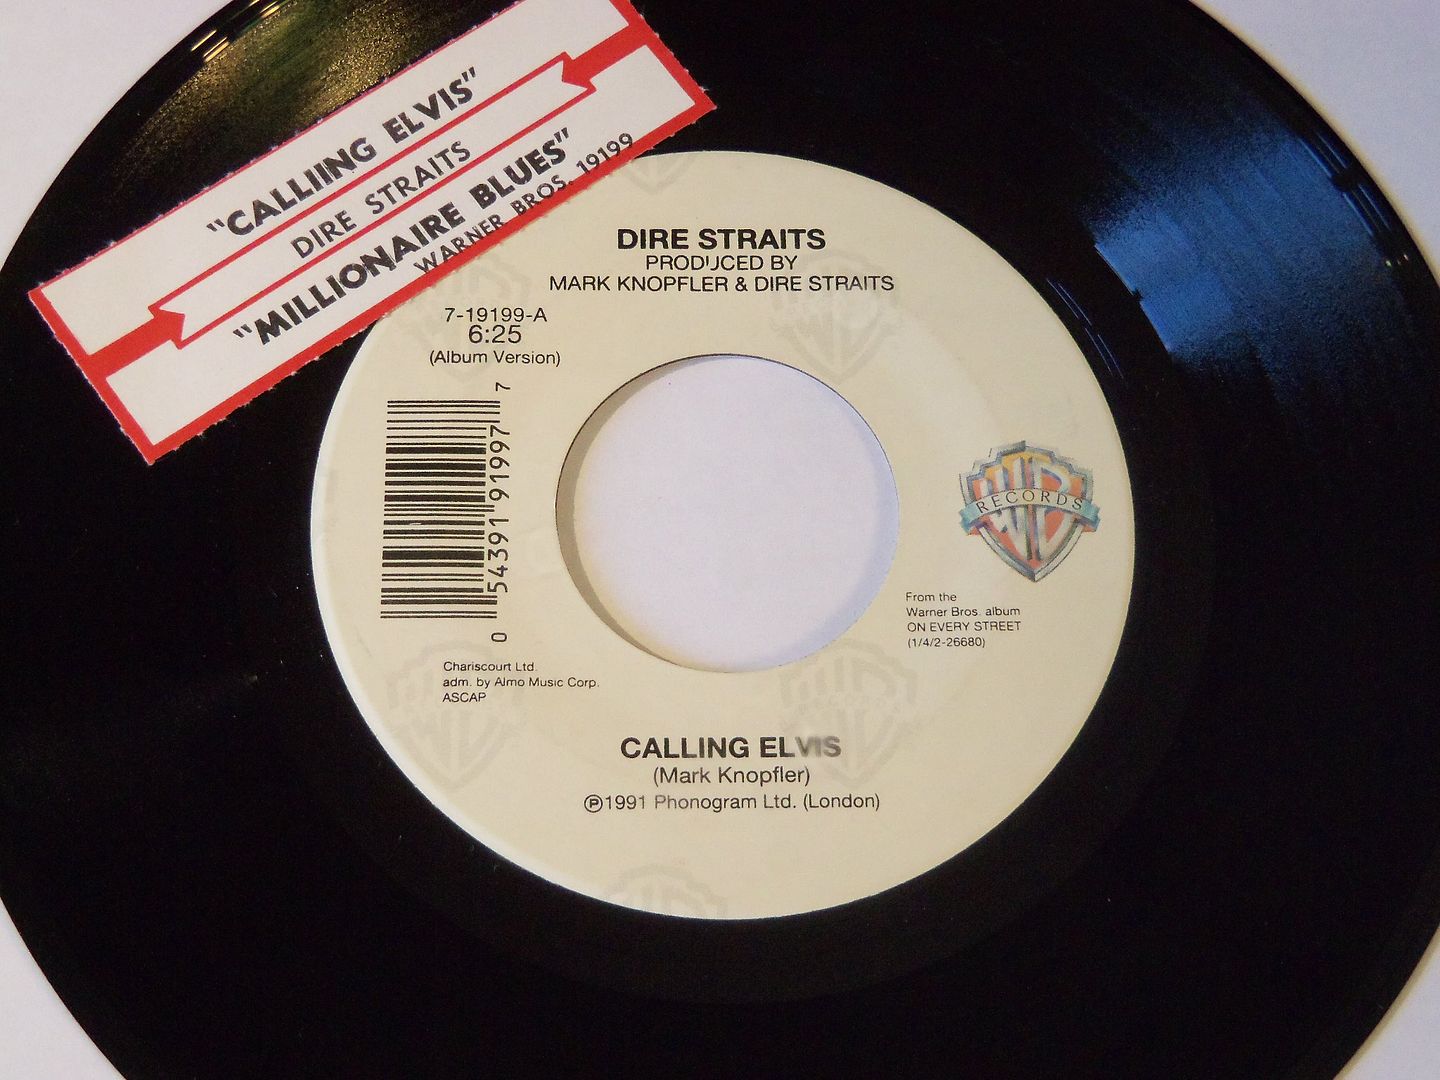 "CALLIING ELVIS"
DIRE STRAITS
"MILLIONAIRE BLUES"
WARNER BROS. 19199
DIRE STRAITS
PRODUCED BY
MARK KNOPFLER & DIRE STRAITS
7-19199-A
6:25
(Album Version)
0 54391 91997 7
WB
RECORDS
From the
Warner Bros. album
ON EVERY STREET
(1/4/2-26680)
Chariscourt Ltd.
adm. by Almo Music Corp.
ASCAP
CALLING ELVIS
(Mark Knopfler)
Ⓟ1991 Phonogram Ltd. (London)